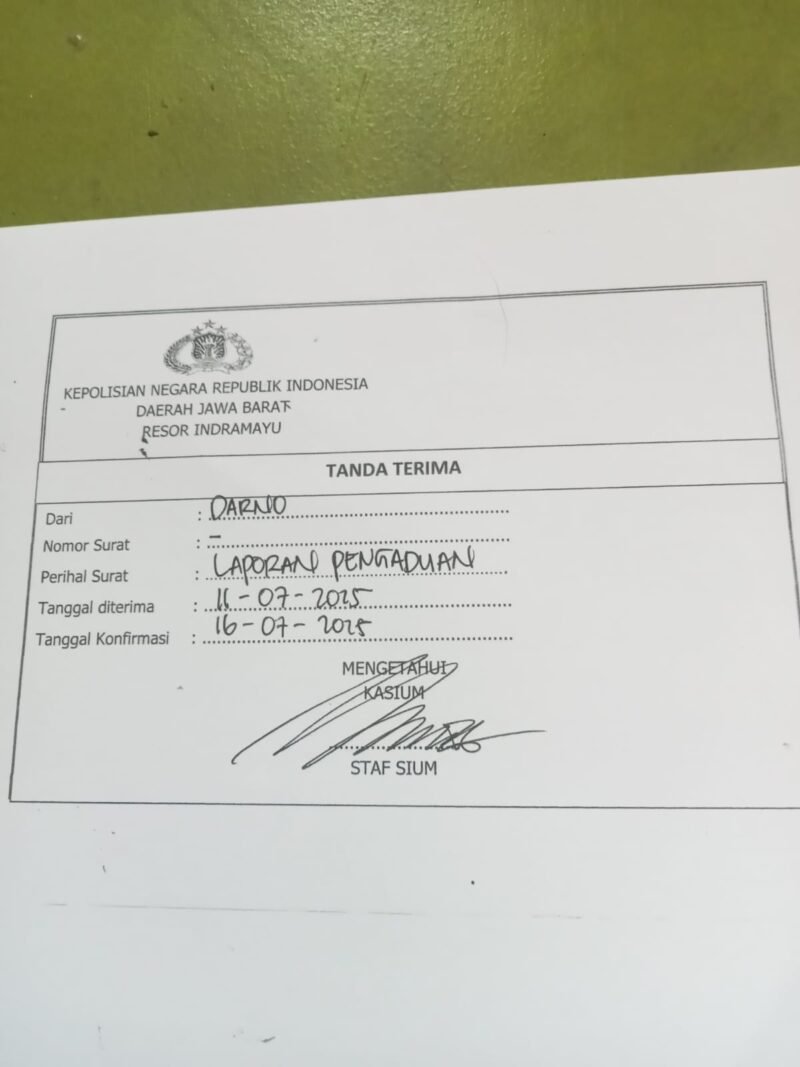 KEPOLISIAN NEGARA REPUBLIK INDONESIA
DAERAH JAWA BARAT
RESOR INDRAMAYU
TANDA TERIMA
Dari : DARNO
Nomor Surat : -
Perihal Surat : LAPORAN PENGADUAN
Tanggal diterima : 11-07-2025
Tanggal Konfirmasi : 16-07-2025
MENGETAHUI
KASIUM
STAF SIUM